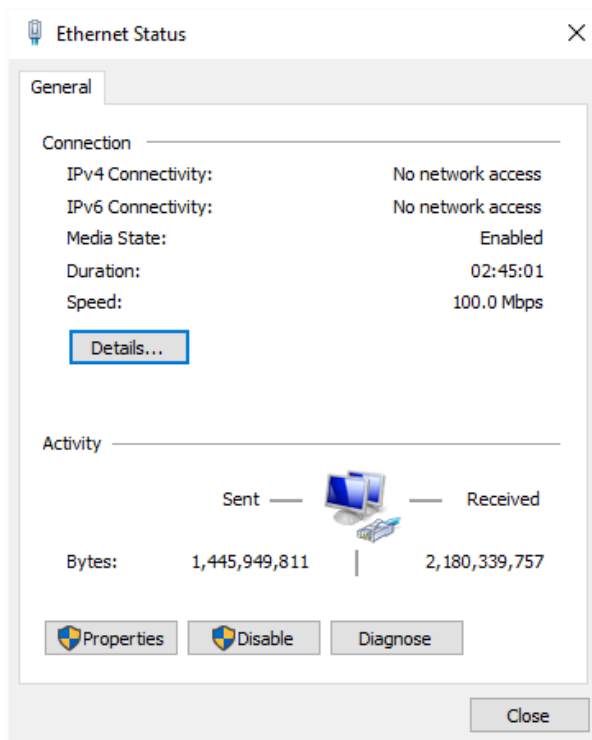 Ethernet Status
General
Connection
IPv4 Connectivity: No network access
IPv6 Connectivity: No network access
Media State: Enabled
Duration: 02:45:01
Speed: 100.0 Mbps
Details...
Activity
Sent Received
Bytes: 1,445,949,811 2,180,339,757
Properties Disable Diagnose
Close